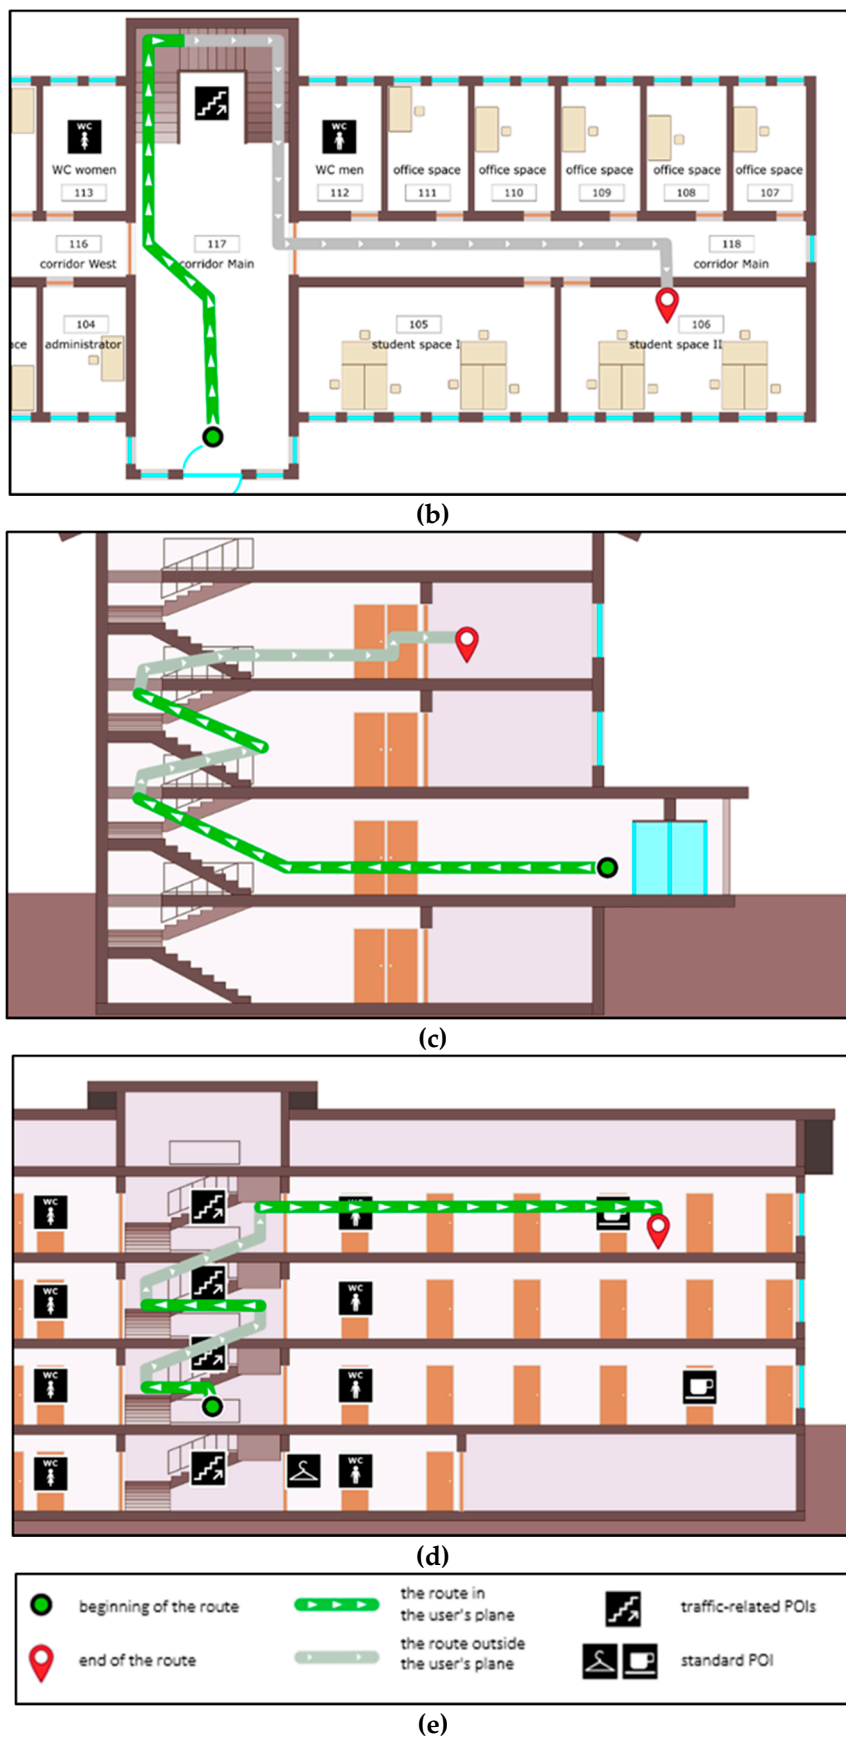 WC
WC
WC women
WC men
office space
office space
office space
office space
office space
113
112
111
110
109
108
107
116
117
118
corridor West
corridor Main
corridor Main
104
105
106
ce
administrator
student space I
student space II
(b)
(c)
WC
WC
WC
WC
WC
WC
WC
WC
(d)
beginning of the route
the route in
the user's plane
traffic-related POIs
end of the route
the route outside
the user's plane
standard POI
(e)